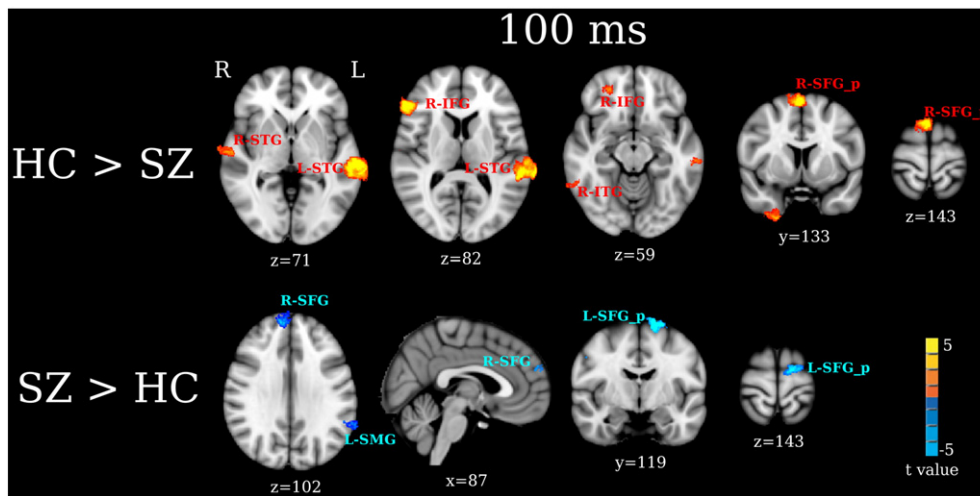 100 ms
R
L
HC > SZ
R-STG
L-STG
z=71
R-IFG
L-STG
z=82
R-IFG
R-ITG
z=59
R-SFG_p
y=133
R-SFG_
z=143
SZ > HC
R-SFG
L-SMG
z=102
R-SFG
x=87
L-SFG_p
y=119
L-SFG_p
z=143
5
-5
t value